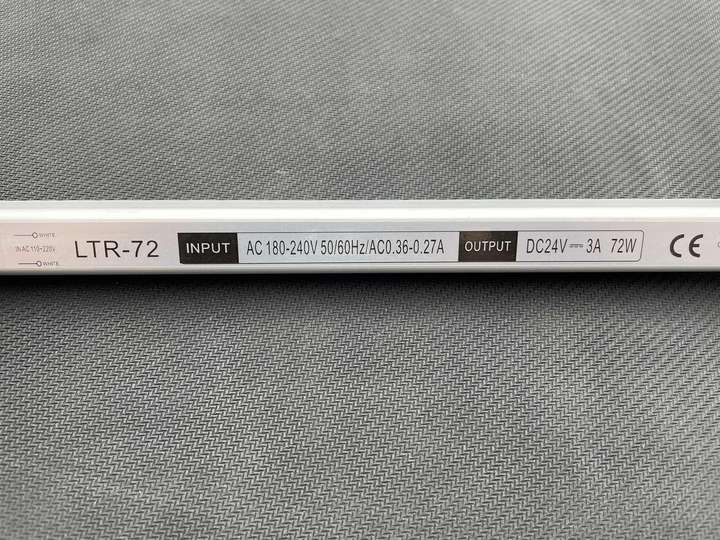 WHITE
IN AC 110~220V
WHITE
LTR-72
INPUT AC 180-240V 50/60Hz/AC0.36-0.27A
OUTPUT DC24V⎓3A 72W
CE